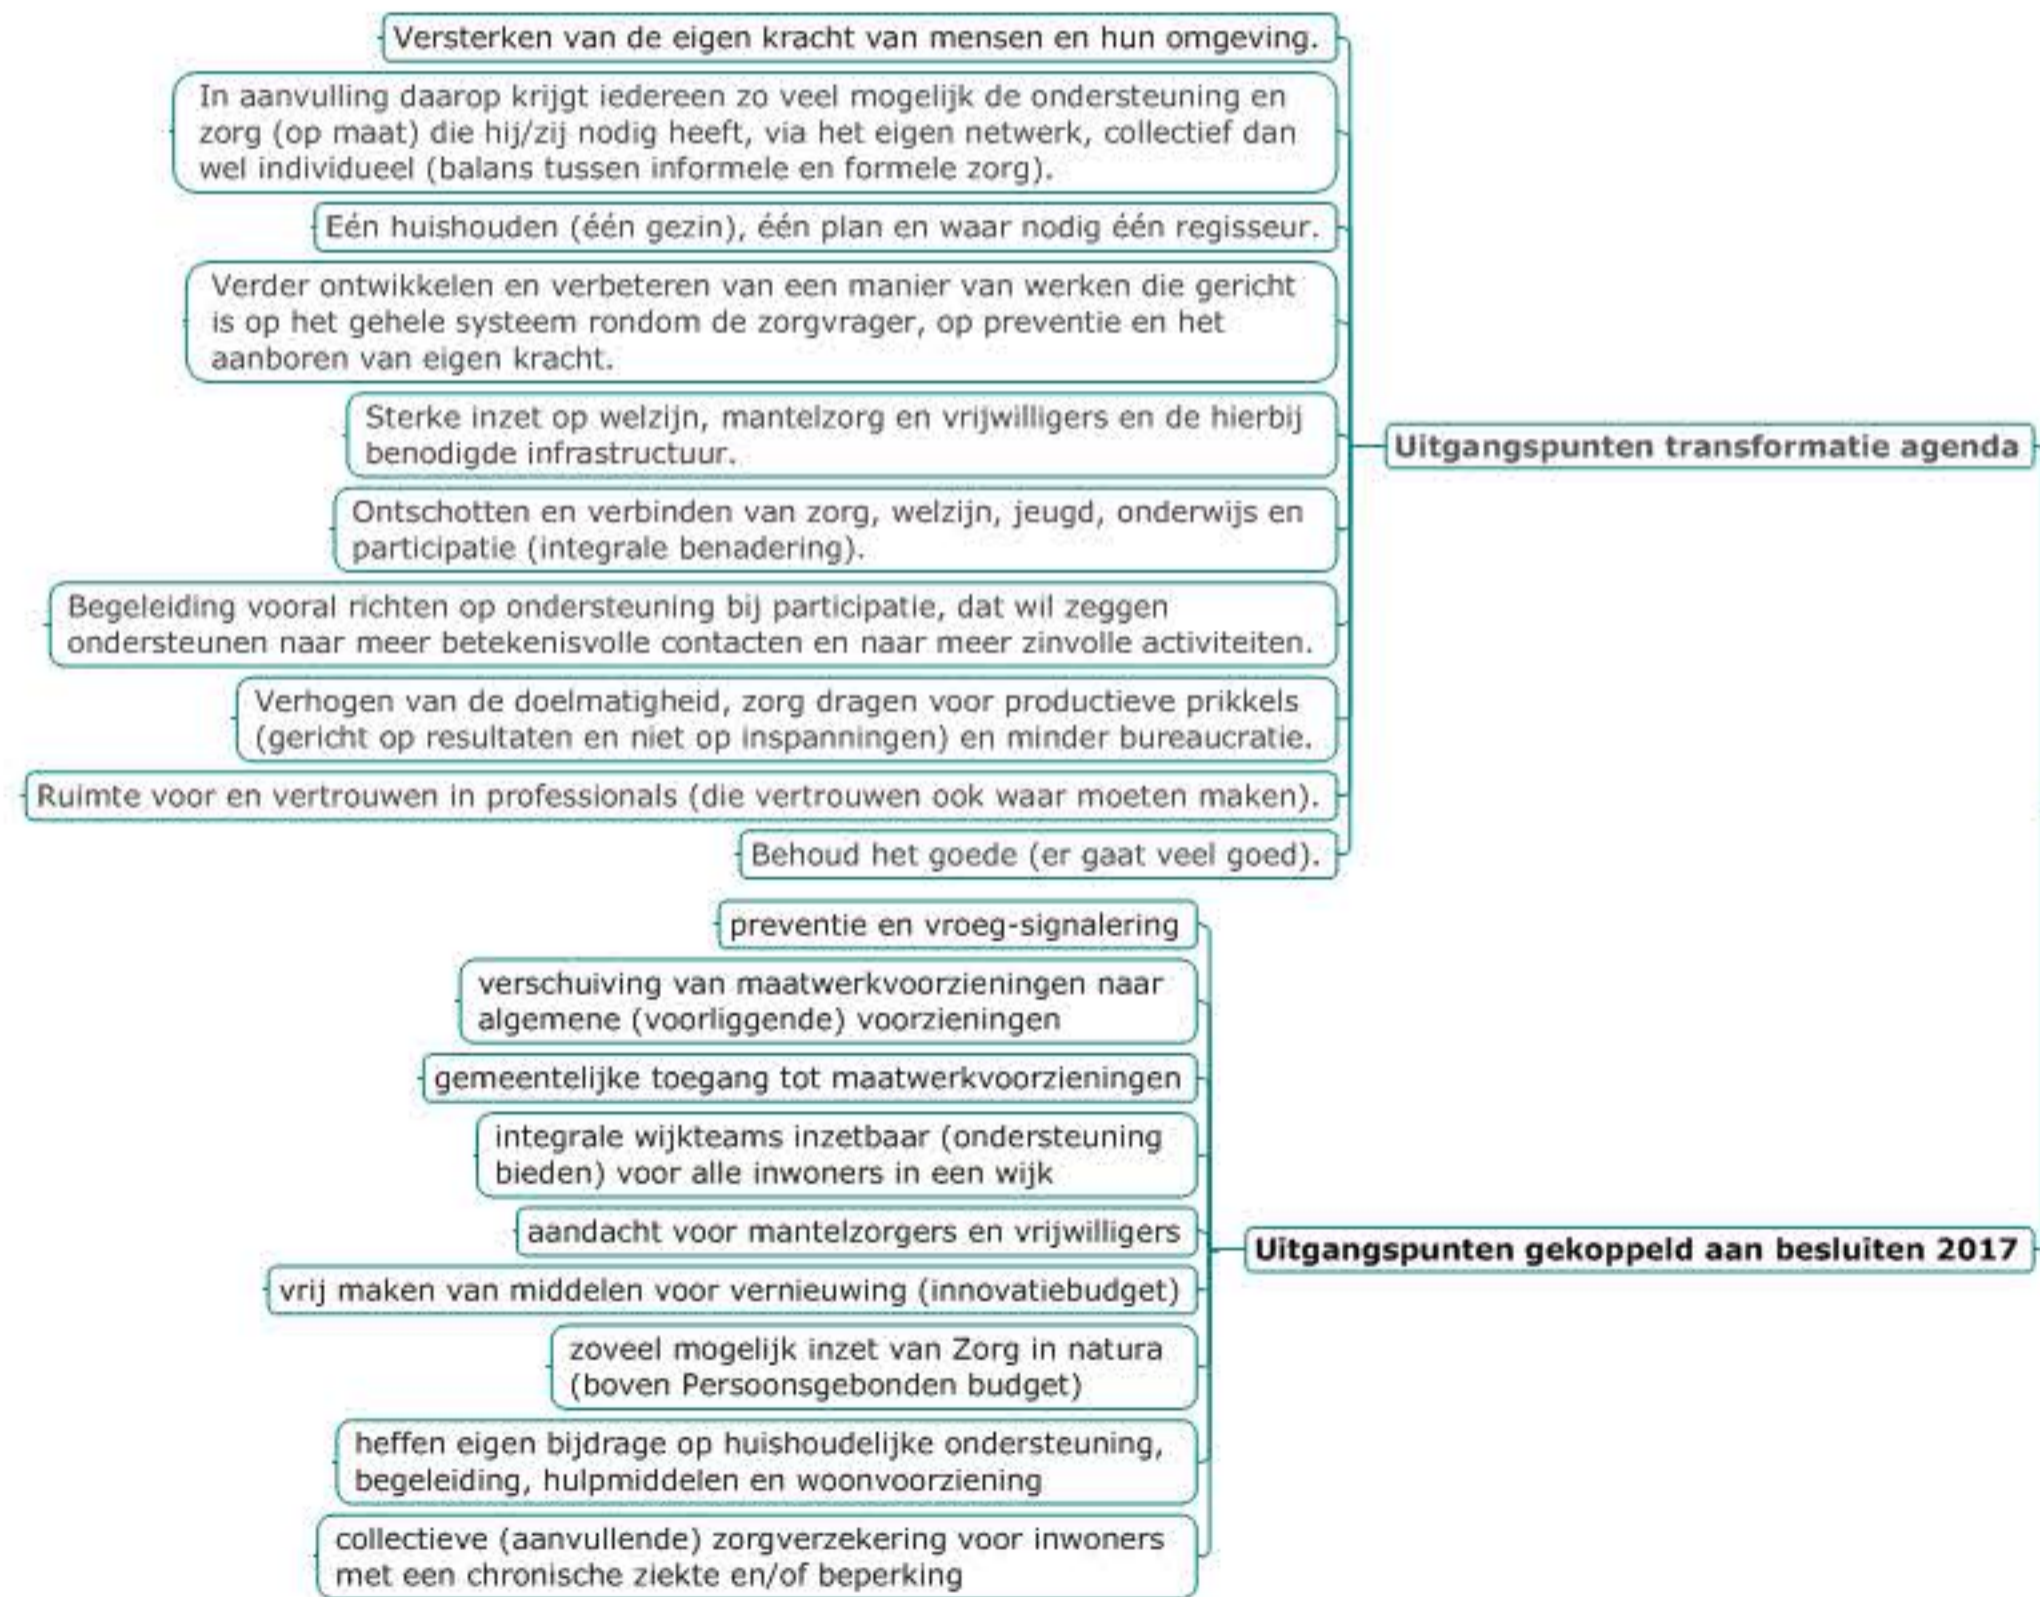 Versterken van de eigen kracht van mensen en hun omgeving.
In aanvulling daarop krijgt iedereen zo veel mogelijk de ondersteuning en
zorg (op maat) die hij/zij nodig heeft, via het eigen netwerk, collectief dan
wel individueel (balans tussen informele en formele zorg).
Eén huishouden (één gezin), één plan en waar nodig één regisseur.
Verder ontwikkelen en verbeteren van een manier van werken die gericht
is op het gehele systeem rondom de zorgvrager, op preventie en het
aanboren van eigen kracht.
Sterke inzet op welzijn, mantelzorg en vrijwilligers en de hierbij
benodigde infrastructuur.
Ontschotten en verbinden van zorg, welzijn, jeugd, onderwijs en
participatie (integrale benadering).
Begeleiding vooral richten op ondersteuning bij participatie, dat wil zeggen
ondersteunen naar meer betekenisvolle contacten en naar meer zinvolle activiteiten.
Verhogen van de doelmatigheid, zorg dragen voor productieve prikkels
(gericht op resultaten en niet op inspanningen) en minder bureaucratie.
Ruimte voor en vertrouwen in professionals (die vertrouwen ook waar moeten maken).
Behoud het goede (er gaat veel goed).
Uitgangspunten transformatie agenda
preventie en vroeg-signalering
verschuiving van maatwerkvoorzieningen naar
algemene (voorliggende) voorzieningen
gemeentelijke toegang tot maatwerkvoorzieningen
integrale wijkteams inzetbaar (ondersteuning
bieden) voor alle inwoners in een wijk
aandacht voor mantelzorgers en vrijwilligers
vrij maken van middelen voor vernieuwing (innovatiebudget)
zoveel mogelijk inzet van Zorg in natura
(boven Persoonsgebonden budget)
heffen eigen bijdrage op huishoudelijke ondersteuning,
begeleiding, hulpmiddelen en woonvoorziening
collectieve (aanvullende) zorgverzekering voor inwoners
met een chronische ziekte en/of beperking
Uitgangspunten gekoppeld aan besluiten 2017